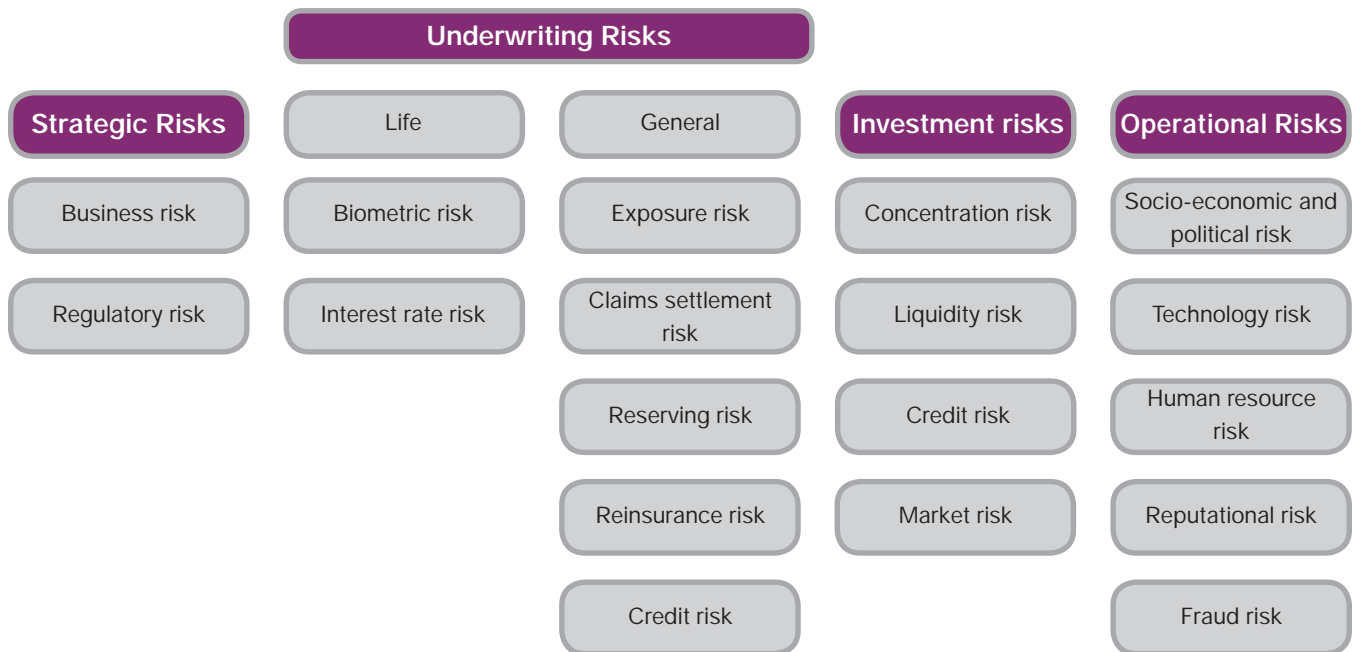 Underwriting Risks
Strategic Risks
Life
General
Investment risks
Operational Risks
Business risk
Biometric risk
Exposure risk
Concentration risk
Socio-economic and
political risk
Regulatory risk
Interest rate risk
Claims settlement
risk
Liquidity risk
Technology risk
Reserving risk
Credit risk
Human resource
risk
Reinsurance risk
Market risk
Reputational risk
Credit risk
Fraud risk